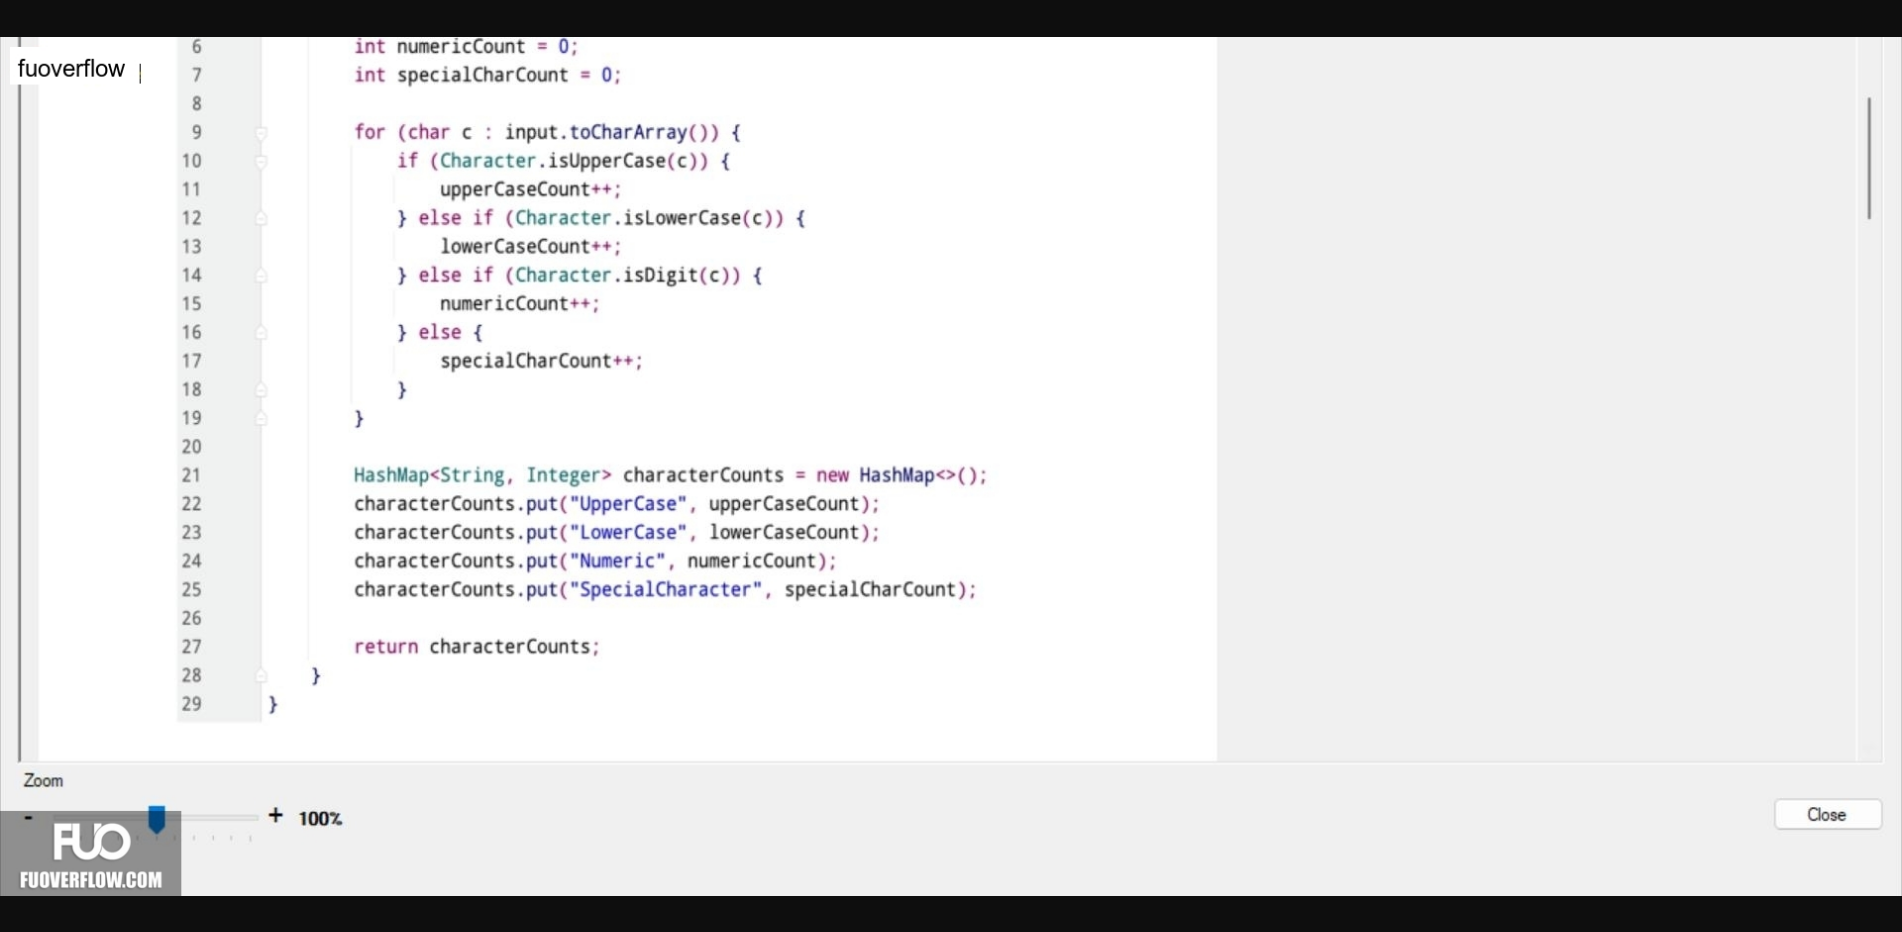 fuoverflow
6 int numericCount = 0;
7 int specialCharCount = 0;
8
9 for (char c : input.toCharArray()) {
10 if (Character.isUpperCase(c)) {
11 upperCaseCount++;
12 } else if (Character.isLowerCase(c)) {
13 lowerCaseCount++;
14 } else if (Character.isDigit(c)) {
15 numericCount++;
16 } else {
17 specialCharCount++;
18 }
19 }
20
21 HashMap<String, Integer> characterCounts = new HashMap<>();
22 characterCounts.put("UpperCase", upperCaseCount);
23 characterCounts.put("LowerCase", lowerCaseCount);
24 characterCounts.put("Numeric", numericCount);
25 characterCounts.put("SpecialCharacter", specialCharCount);
26
27 return characterCounts;
28 }
29 }
Zoom
- + 100%
Close
FUO
FUOVERFLOW.COM